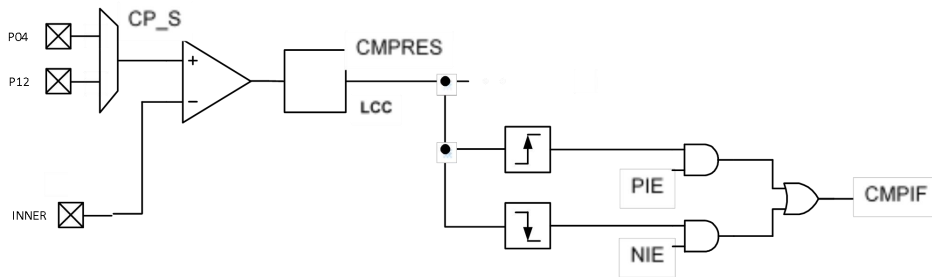 P04
CP_S
P12
+
−
CMPRES
LCC
INNER
PIE
NIE
CMPIF